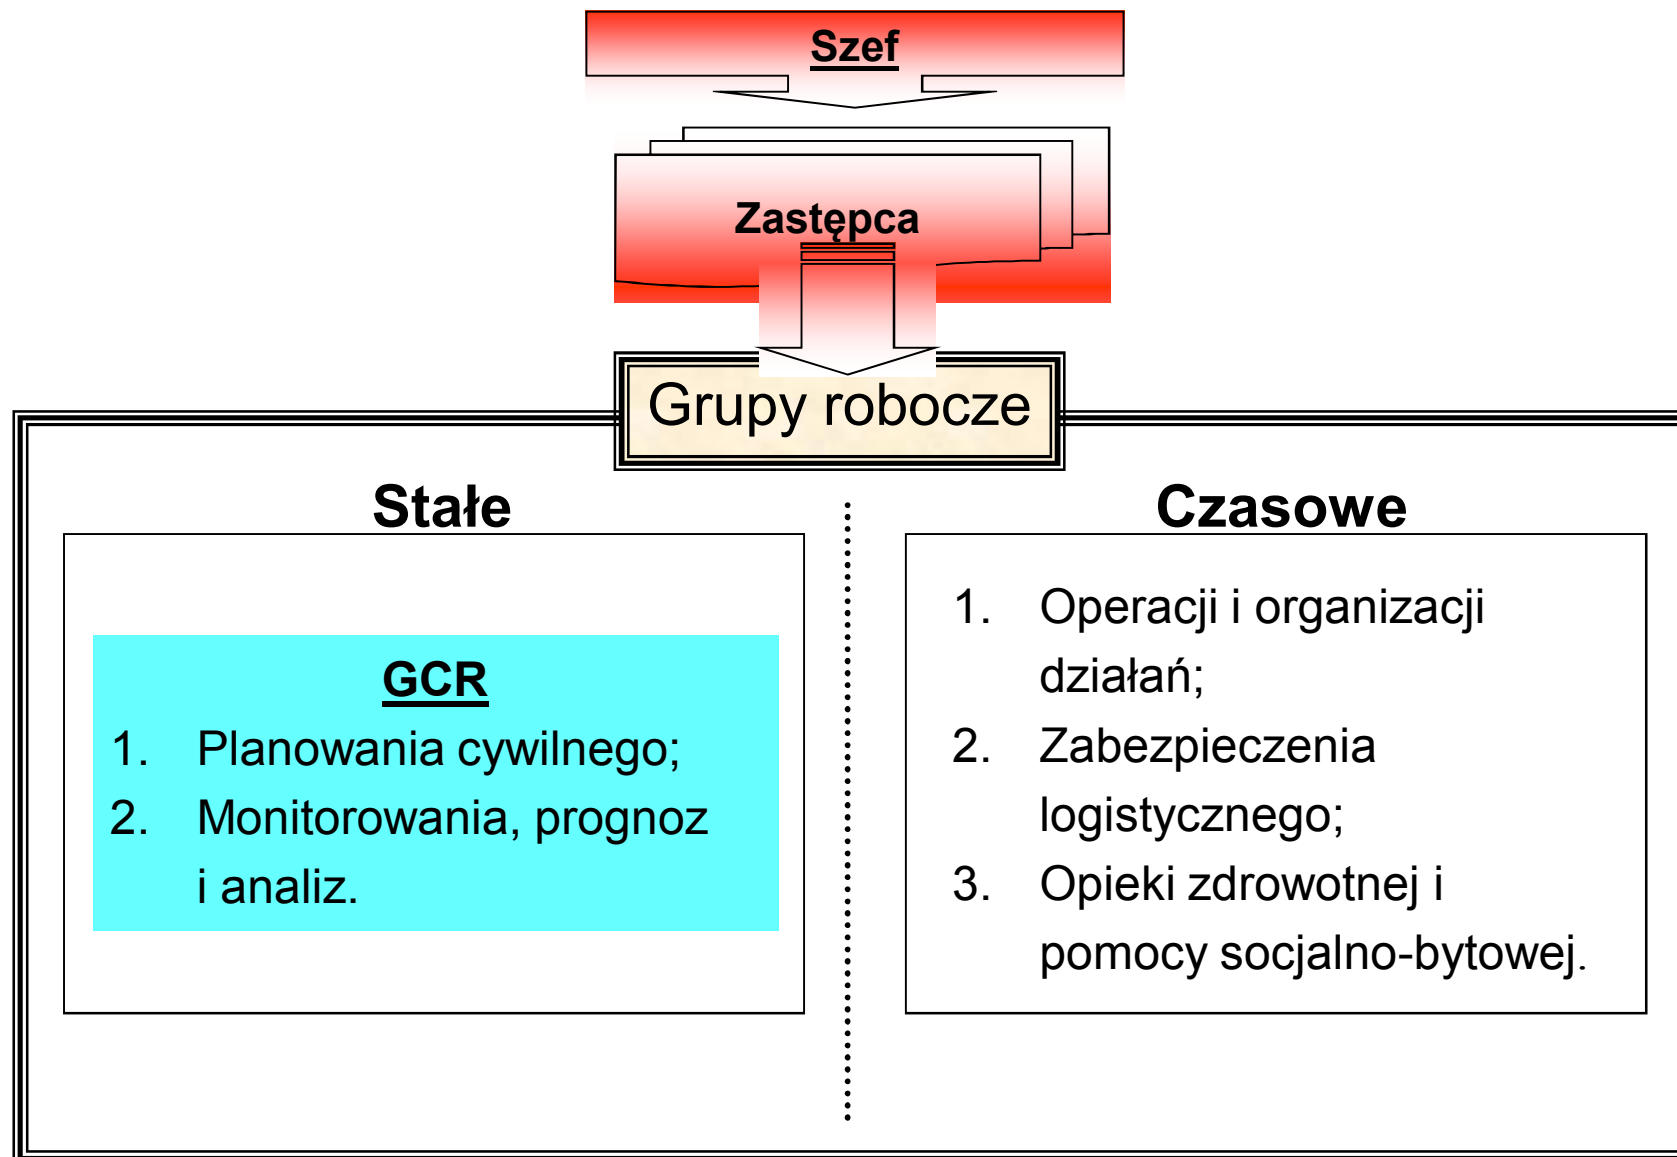 Szef
Zastępca
Grupy robocze
Stałe
GCR
1. Planowania cywilnego;
2. Monitorowania, prognoz
i analiz.
Czasowe
1. Operacji i organizacji
działań;
2. Zabezpieczenia
logistycznego;
3. Opieki zdrowotnej i
pomocy socjalno-bytowej.